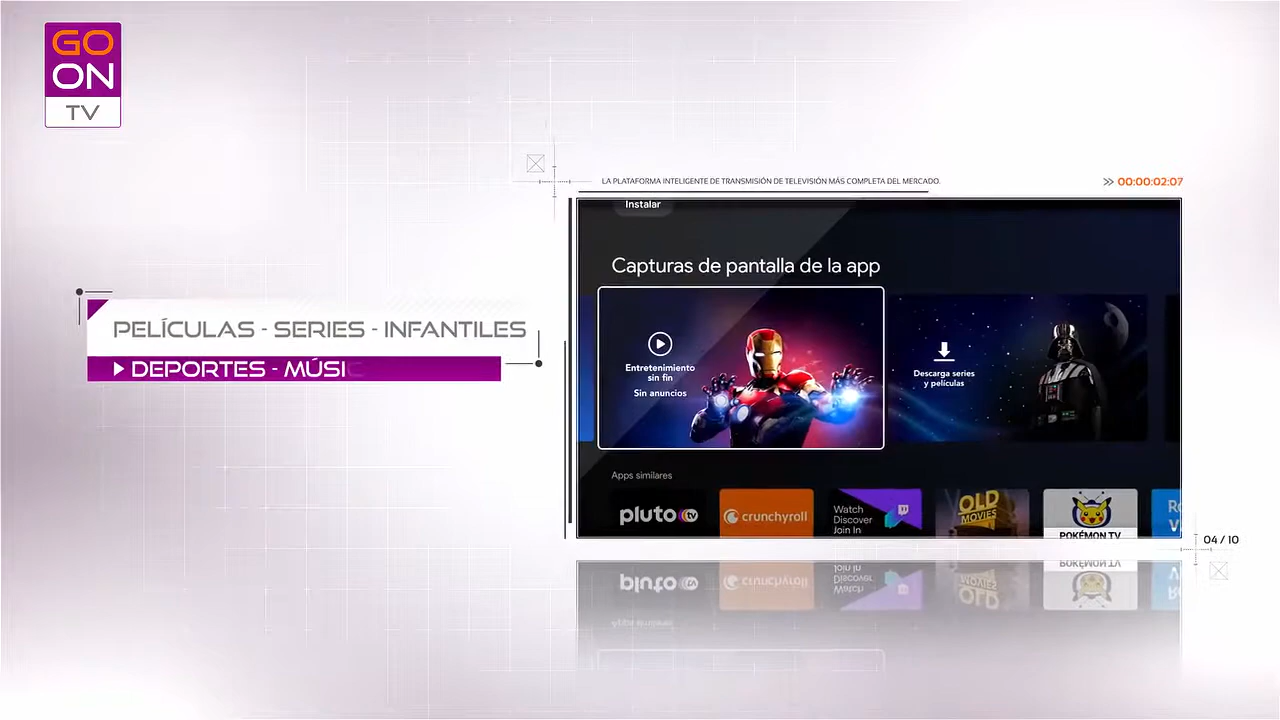 GO
ON
TV
LA PLATAFORMA INTELIGENTE DE TRANSMISIÓN DE TELEVISIÓN MÁS COMPLETA DEL MERCADO.
00:00:02:07
Instalar
Capturas de pantalla de la app
PELÍCULAS - SERIES - INFANTILES
DEPORTES - MÚSI
Entretenimiento
sin fin
Sin anuncios
Descarga series
y películas
Apps similares
pluto tv
crunchyroll
Watch
Discover
Join In
OLD
MOVIES
POKÉMON TV
04 / 10